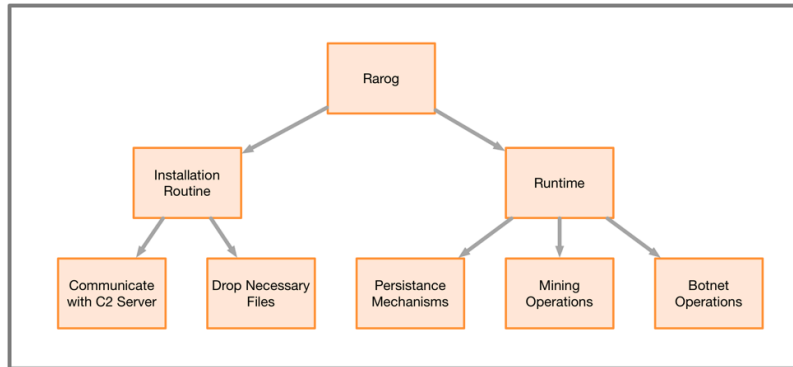 Rarog
Installation
Routine
Runtime
Communicate
with C2 Server
Drop Necessary
Files
Persistance
Mechanisms
Mining
Operations
Botnet
Operations